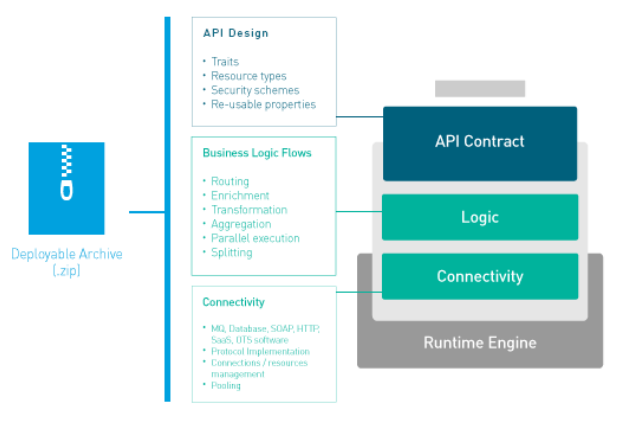 API Design
• Traits
• Resource types
• Security schemes
• Re-usable properties
Business Logic Flows
• Routing
• Enrichment
• Transformation
• Aggregation
• Parallel execution
• Splitting
Connectivity
• MQ, Database, SOAP, HTTP,
SaaS, OTS software
• Protocol Implementation
• Connections / resources
management
• Pooling
Deployable Archive
(.zip)
API Contract
Logic
Connectivity
Runtime Engine